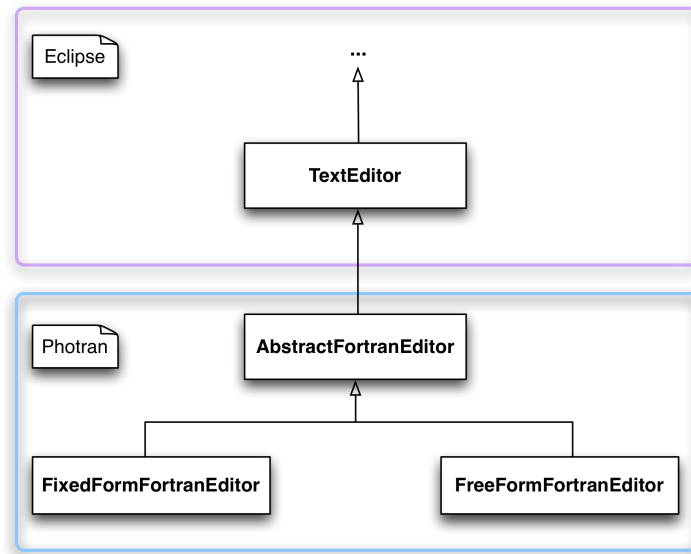 Eclipse
...
TextEditor
Photran
AbstractFortranEditor
FixedFormFortranEditor
FreeFormFortranEditor